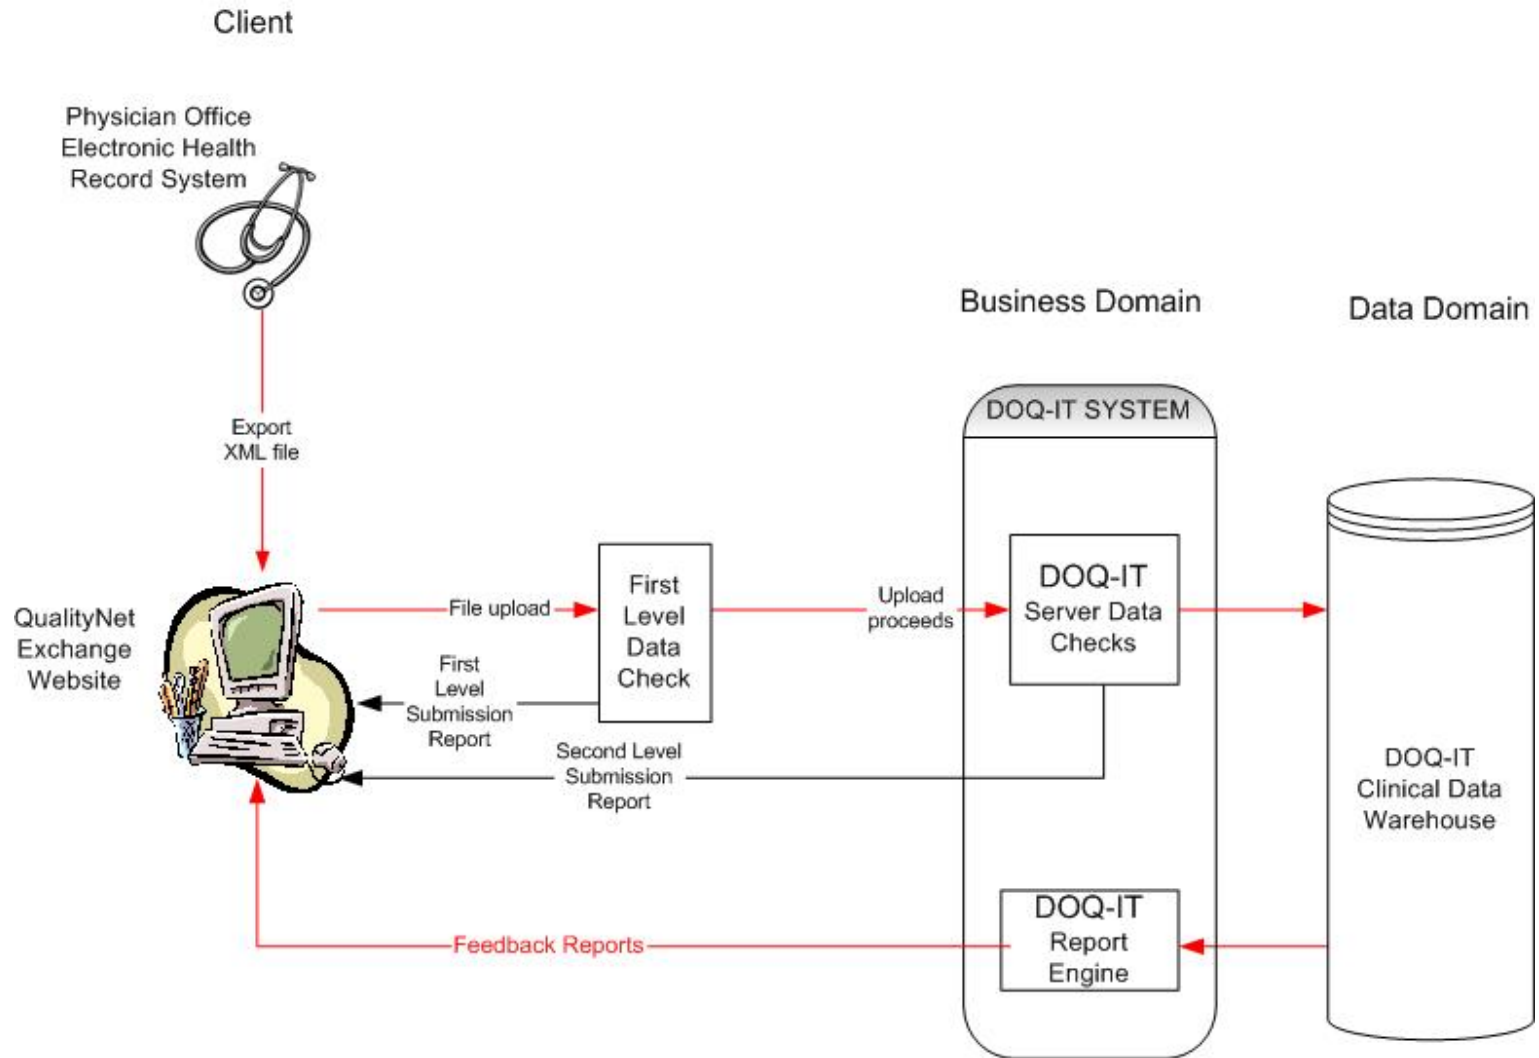 Client
Physician Office
Electronic Health
Record System
Business Domain
Data Domain
DOQ-IT SYSTEM
Export
XML file
QualityNet
Exchange
Website
File upload
First
Level
Data
Check
Upload
proceeds
DOQ-IT
Server Data
Checks
First
Level
Submission
Report
Second Level
Submission
Report
DOQ-IT
Clinical Data
Warehouse
DOQ-IT
Report
Engine
Feedback Reports